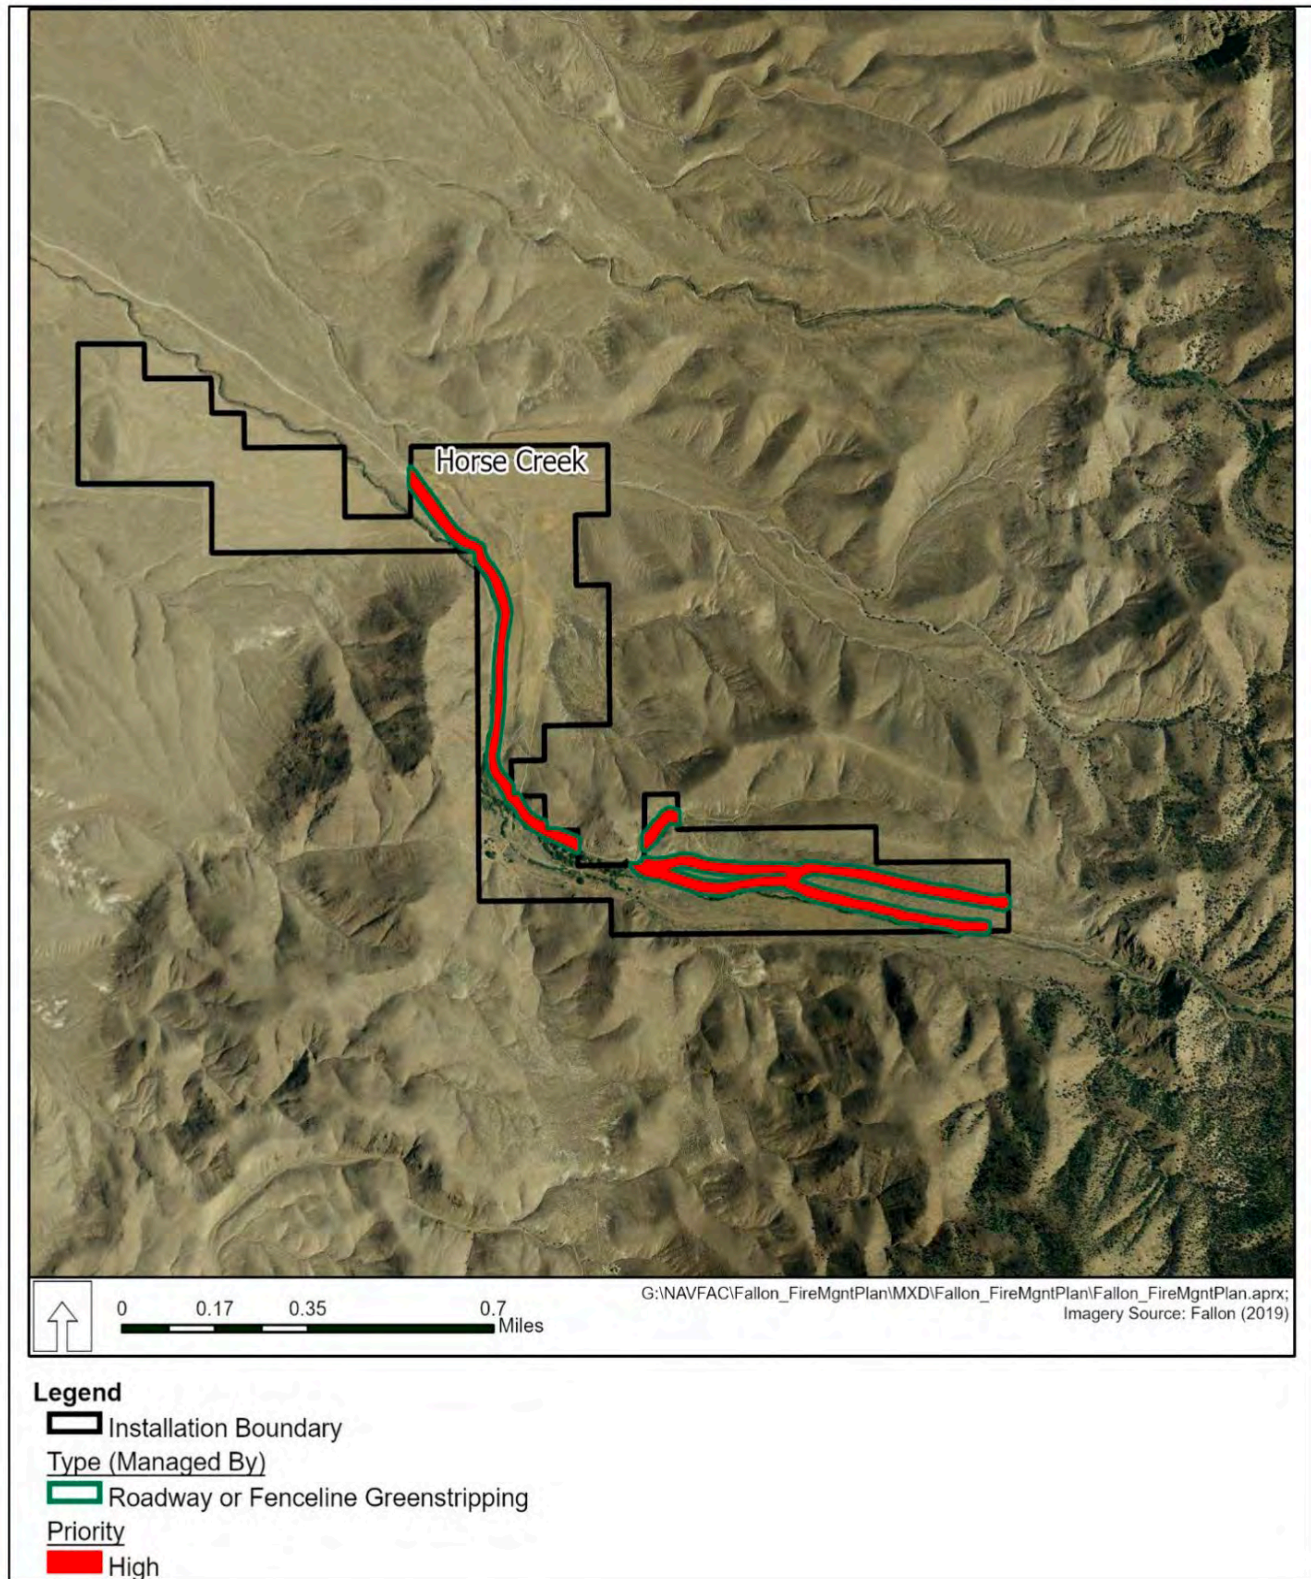 Horse Creek
G:\NAVFAC\Fallon_FireMgntPlan\MXD\Fallon_FireMgntPlan\Fallon_FireMgntPlan.aprx;
Imagery Source: Fallon (2019)
0 0.17 0.35 0.7
Miles
Legend
Installation Boundary
Type (Managed By)
Roadway or Fenceline Greenstripping
Priority
High